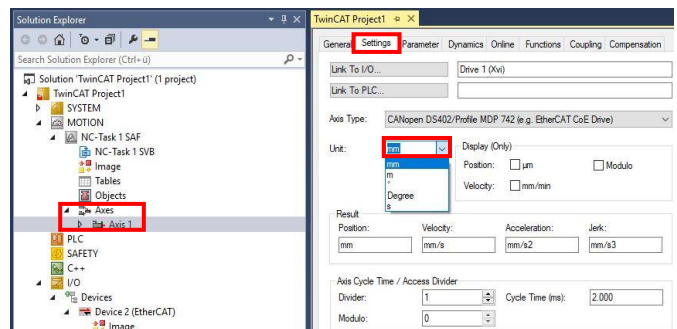 Solution Explorer
Search Solution Explorer (Ctrl+ü)
Solution 'TwinCAT Project1' (1 project)
TwinCAT Project1
SYSTEM
MOTION
NC-Task 1 SAF
NC-Task 1 SVB
Image
Tables
Objects
Axes
Axis 1
PLC
SAFETY
C++
I/O
Devices
Device 2 (EtherCAT)
Image
TwinCAT Project1
General Settings Parameter Dynamics Online Functions Coupling Compensation
Link To I/O... Drive 1 (Xvi)
Link To PLC...
Axis Type: CANopen DS402/Profile MDP 742 (e.g. EtherCAT CoE Drive)
Unit: mm Display (Only)
mm Position: µm Modulo
m
°
Velocity: mm/min
Degree
s
Result
Position: Velocity: Acceleration: Jerk:
mm mm/s mm/s2 mm/s3
Axis Cycle Time / Access Divider
Divider: 1 Cycle Time (ms): 2.000
Modulo: 0